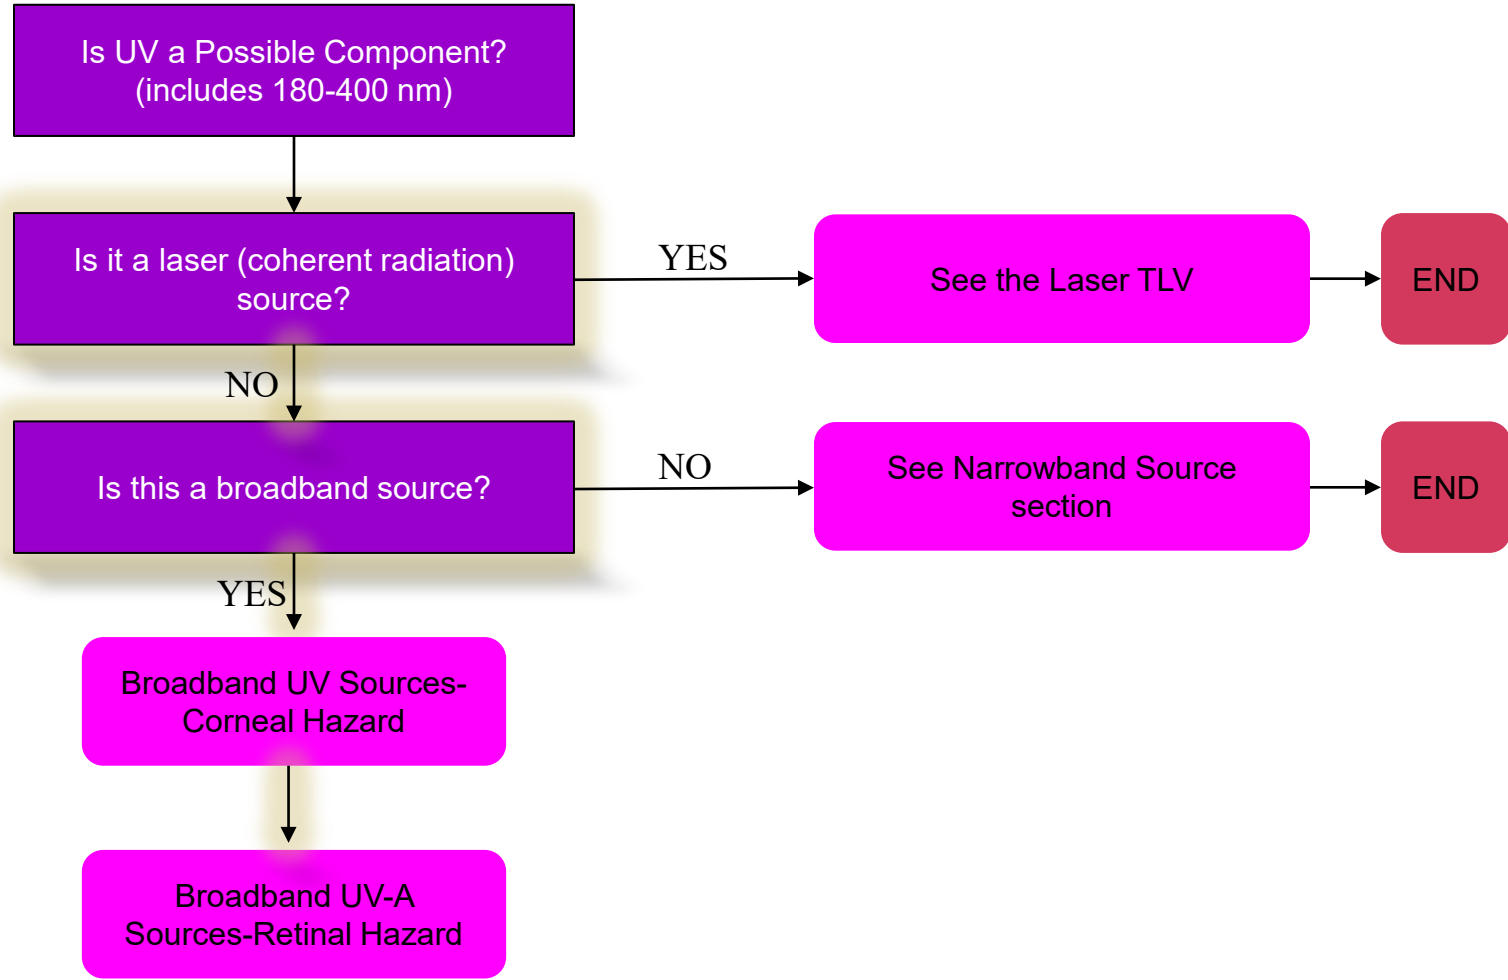 Is UV a Possible Component?
(includes 180-400 nm)
Is it a laser (coherent radiation)
source?
YES
See the Laser TLV
END
NO
Is this a broadband source?
NO
See Narrowband Source
section
END
YES
Broadband UV Sources-
Corneal Hazard
Broadband UV-A
Sources-Retinal Hazard